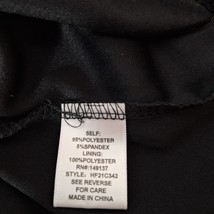 SELF:
95%POLYESTER
5%SPANDEX
LINING:
100%POLYESTER
RN#:149137
STYLE: HF21C342
SEE REVERSE
FOR CARE
MADE IN CHINA